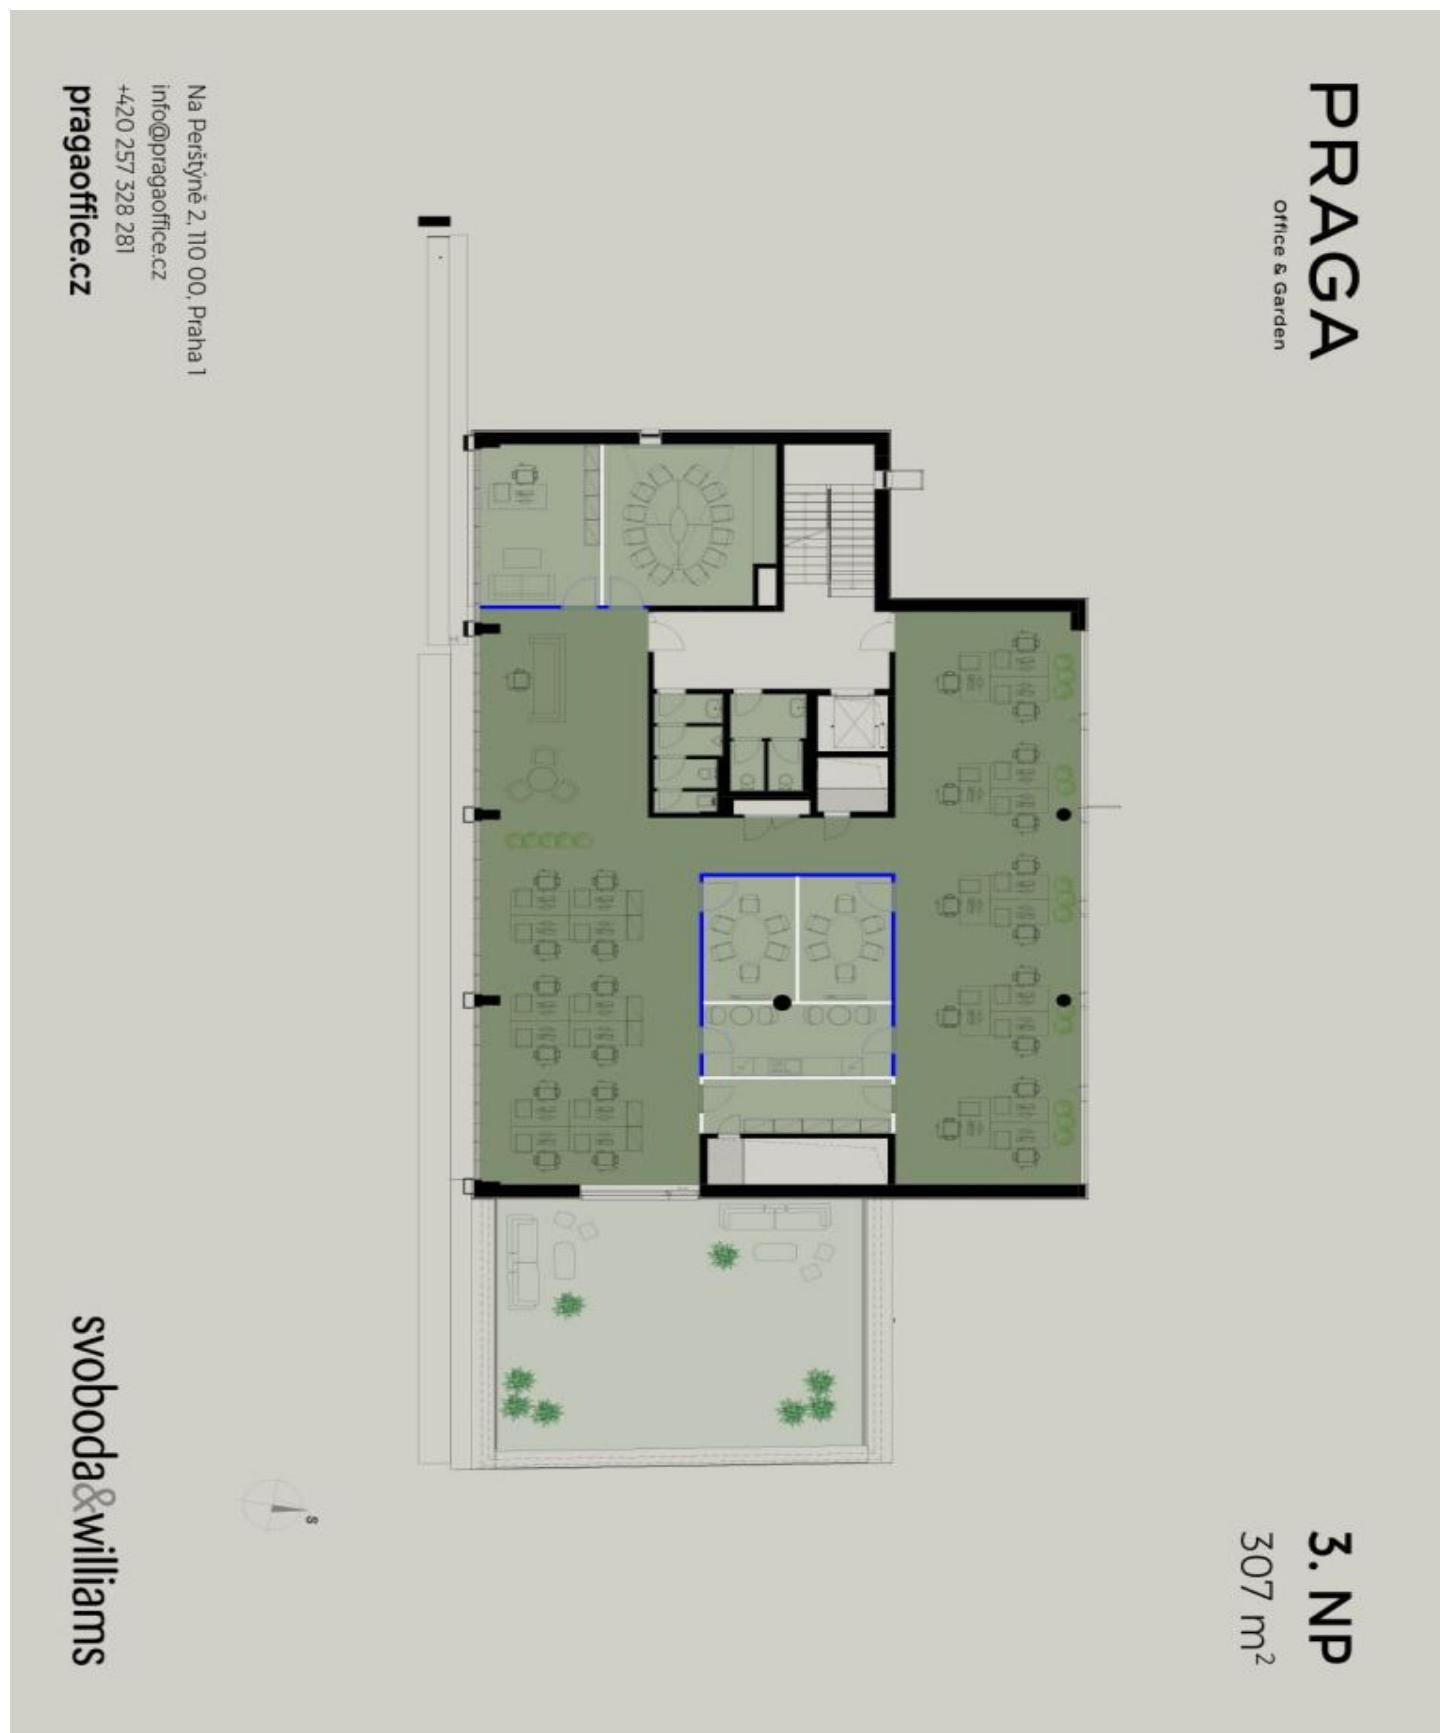 PRAGA
Office & Garden
3. NP
307 m²
Na Perštýně 2, 110 00, Praha 1
info@pragaoffice.cz
+420 257 328 281
pragaoffice.cz
svoboda&williams
S